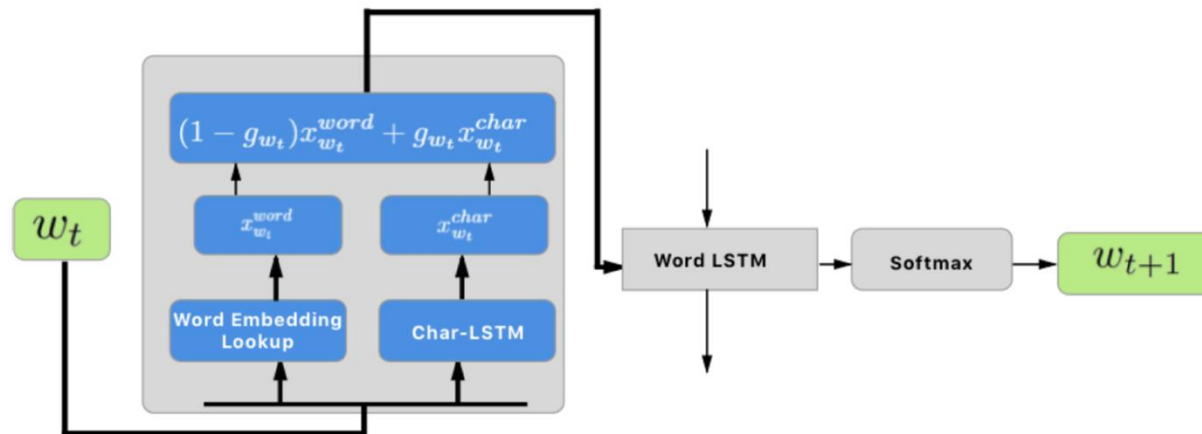 (1 − g_{w_t})x_{w_t}^{word} + g_{w_t}x_{w_t}^{char}
w_t
x_{w_t}^{word}
x_{w_t}^{char}
Word Embedding
Lookup
Char-LSTM
Word LSTM
Softmax
w_{t+1}